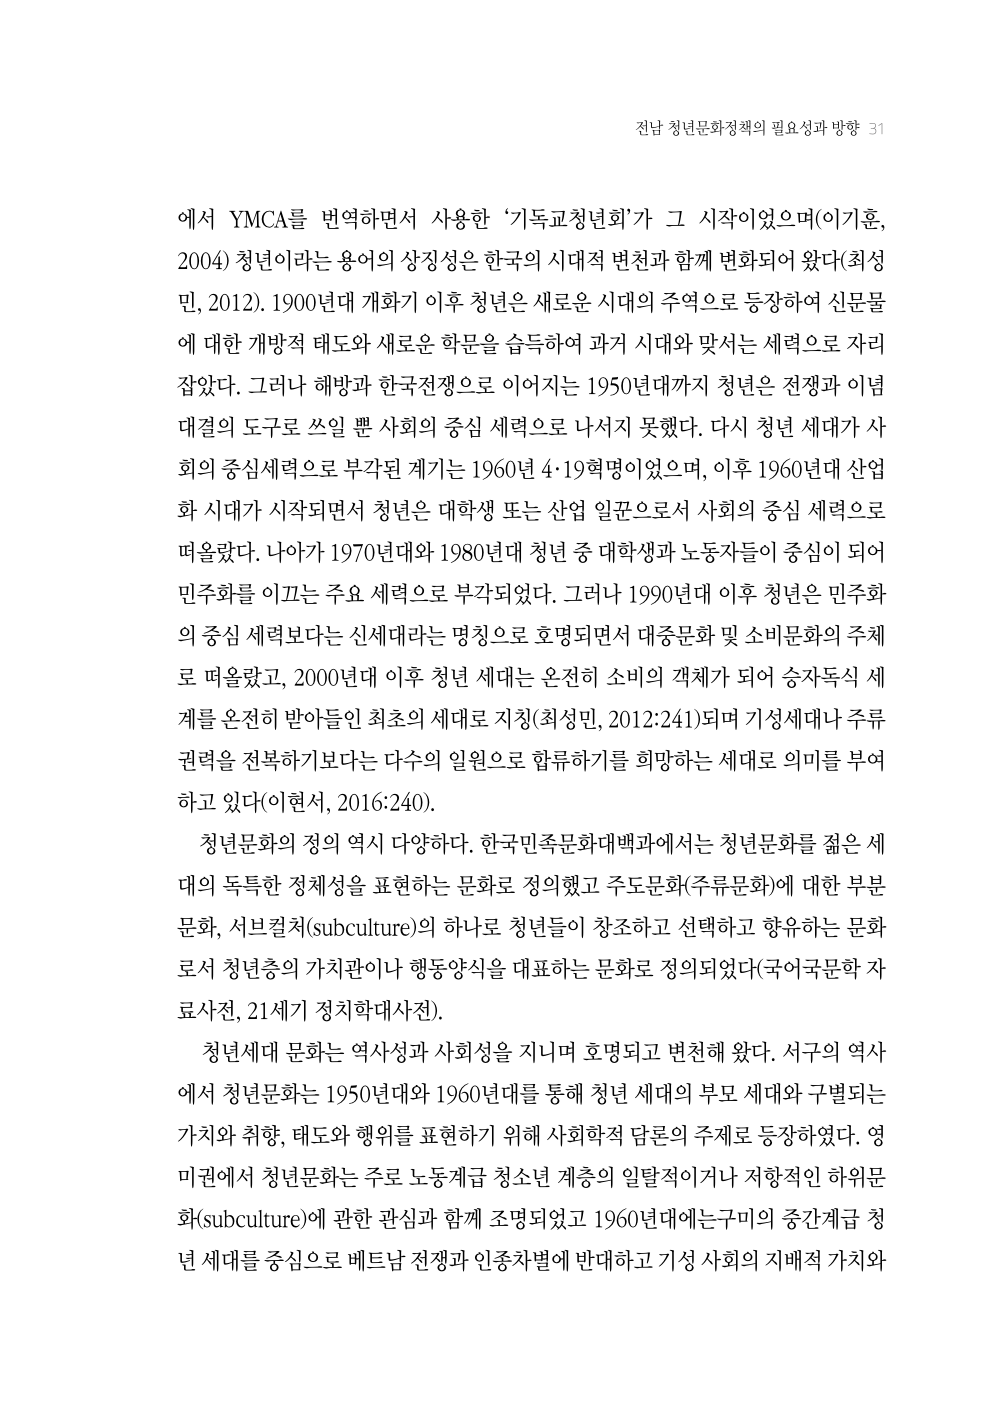 전남 청년문화정책의 필요성과 방향 31
에서 YMCA를 번역하면서 사용한 ‘기독교청년회’가 그 시작이었으며(이기훈,
2004) 청년이라는 용어의 상징성은 한국의 시대적 변천과 함께 변화되어 왔다(최성
민, 2012). 1900년대 개화기 이후 청년은 새로운 시대의 주역으로 등장하여 신문물
에 대한 개방적 태도와 새로운 학문을 습득하여 과거 시대와 맞서는 세력으로 자리
잡았다. 그러나 해방과 한국전쟁으로 이어지는 1950년대까지 청년은 전쟁과 이념
대결의 도구로 쓰일 뿐 사회의 중심 세력으로 나서지 못했다. 다시 청년 세대가 사
회의 중심세력으로 부각된 계기는 1960년 4·19혁명이었으며, 이후 1960년대 산업
화 시대가 시작되면서 청년은 대학생 또는 산업 일꾼으로서 사회의 중심 세력으로
떠올랐다. 나아가 1970년대와 1980년대 청년 중 대학생과 노동자들이 중심이 되어
민주화를 이끄는 주요 세력으로 부각되었다. 그러나 1990년대 이후 청년은 민주화
의 중심 세력보다는 신세대라는 명칭으로 호명되면서 대중문화 및 소비문화의 주체
로 떠올랐고, 2000년대 이후 청년 세대는 온전히 소비의 객체가 되어 승자독식 세
계를 온전히 받아들인 최초의 세대로 지칭(최성민, 2012:241)되며 기성세대나 주류
권력을 전복하기보다는 다수의 일원으로 합류하기를 희망하는 세대로 의미를 부여
하고 있다(이현서, 2016:240).
청년문화의 정의 역시 다양하다. 한국민족문화대백과에서는 청년문화를 젊은 세
대의 독특한 정체성을 표현하는 문화로 정의했고 주도문화(주류문화)에 대한 부분
문화, 서브컬처(subculture)의 하나로 청년들이 창조하고 선택하고 향유하는 문화
로서 청년층의 가치관이나 행동양식을 대표하는 문화로 정의되었다(국어국문학 자
료사전, 21세기 정치학대사전).
청년세대 문화는 역사성과 사회성을 지니며 호명되고 변천해 왔다. 서구의 역사
에서 청년문화는 1950년대와 1960년대를 통해 청년 세대의 부모 세대와 구별되는
가치와 취향, 태도와 행위를 표현하기 위해 사회학적 담론의 주제로 등장하였다. 영
미권에서 청년문화는 주로 노동계급 청소년 계층의 일탈적이거나 저항적인 하위문
화(subculture)에 관한 관심과 함께 조명되었고 1960년대에는구미의 중간계급 청
년 세대를 중심으로 베트남 전쟁과 인종차별에 반대하고 기성 사회의 지배적 가치와